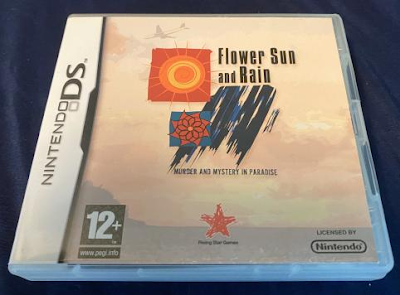 NINTENDO DS™
Flower Sun
and Rain
MURDER AND MYSTERY IN PARADISE
12+
www.pegi.info
Rising Star Games
LICENSED BY
Nintendo